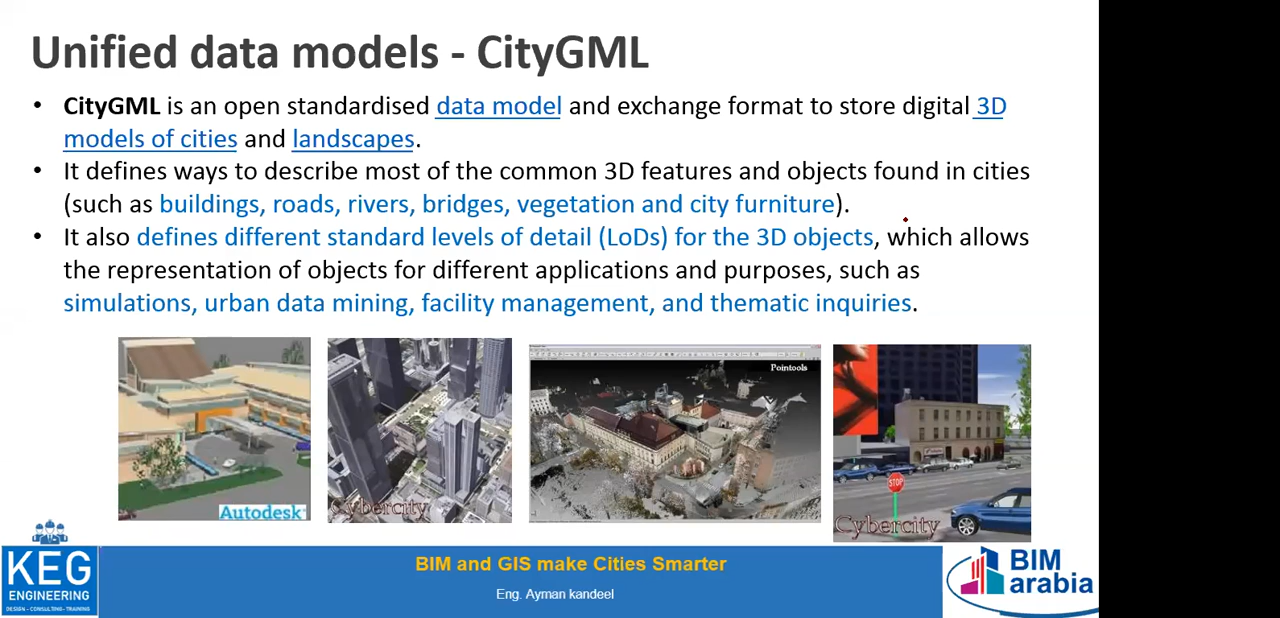 Unified data models - CityGML
• CityGML is an open standardised data model and exchange format to store digital 3D
models of cities and landscapes.
• It defines ways to describe most of the common 3D features and objects found in cities
(such as buildings, roads, rivers, bridges, vegetation and city furniture).
• It also defines different standard levels of detail (LoDs) for the 3D objects, which allows
the representation of objects for different applications and purposes, such as
simulations, urban data mining, facility management, and thematic inquiries.
Autodesk
Cybercity
Pointools
STOP
Cybercity
KEG
ENGINEERING
DESIGN - CONSULTING - TRAINING
BIM and GIS make Cities Smarter
Eng. Ayman kandeel
BIM
arabia